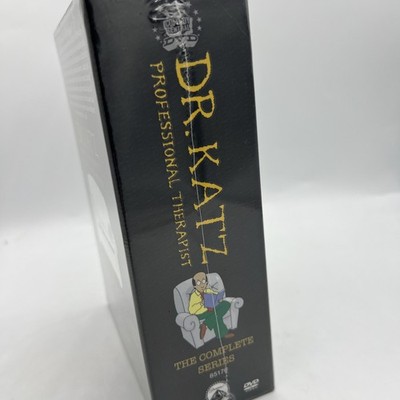 DR. KATZ
PROFESSIONAL THERAPIST
THE COMPLETE
SERIES
DVD